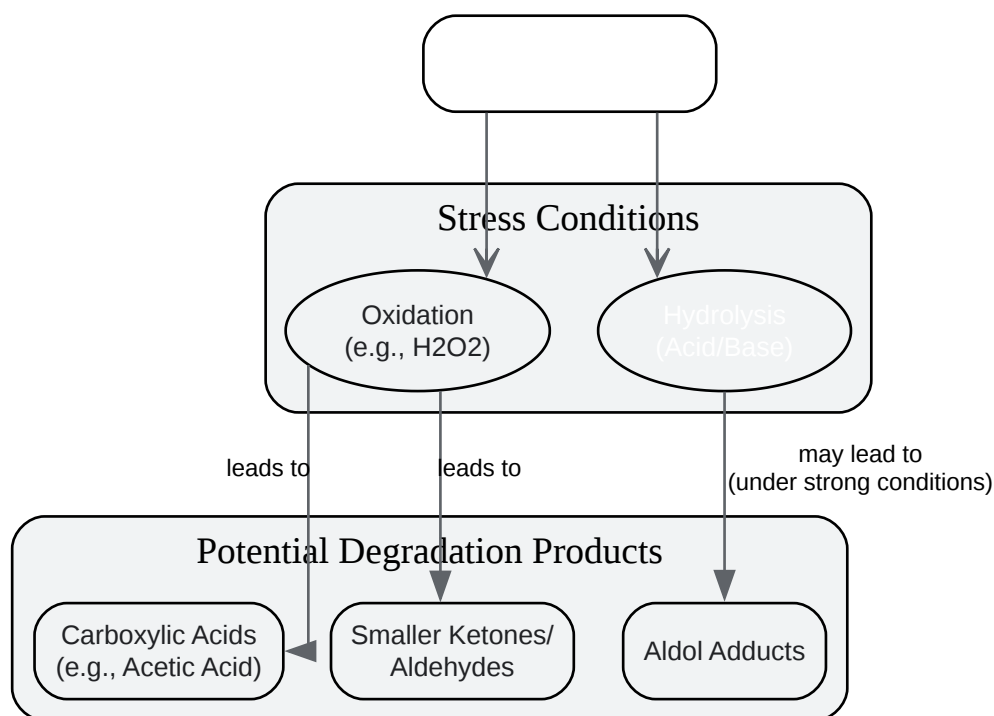 Stress Conditions
Oxidation
(e.g., H2O2)
Hydrolysis
(Acid/Base)
leads to
leads to
may lead to
(under strong conditions)
Potential Degradation Products
Carboxylic Acids
(e.g., Acetic Acid)
Smaller Ketones/
Aldehydes
Aldol Adducts